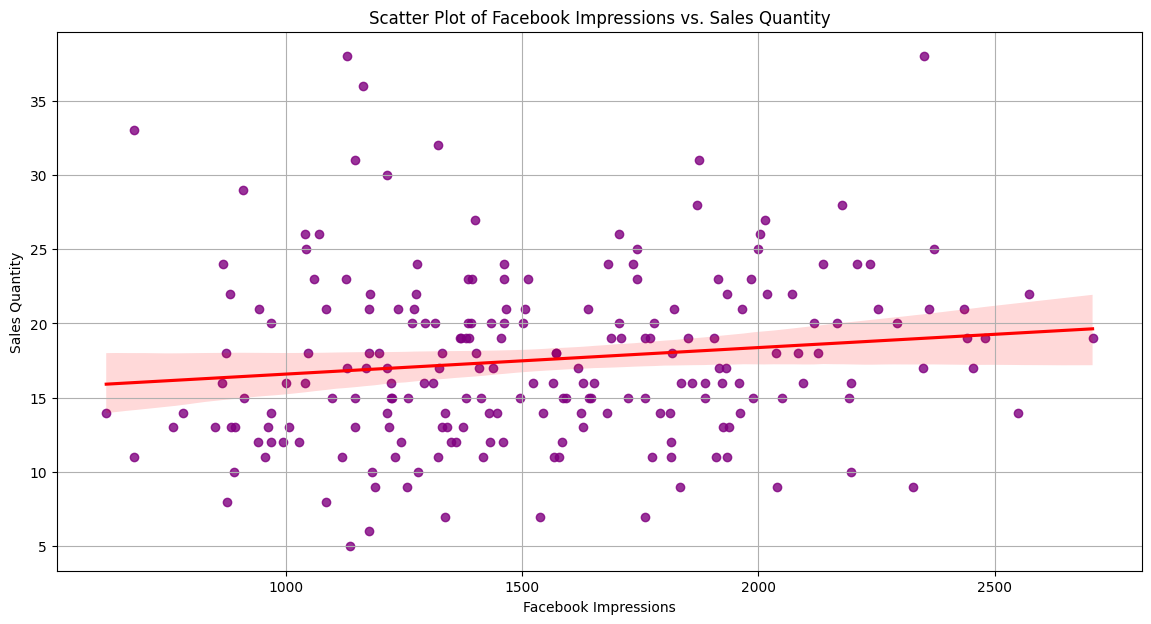 Scatter Plot of Facebook Impressions vs. Sales Quantity
35
30
25
20
15
10
5
Sales Quantity
1000 1500 2000 2500
Facebook Impressions